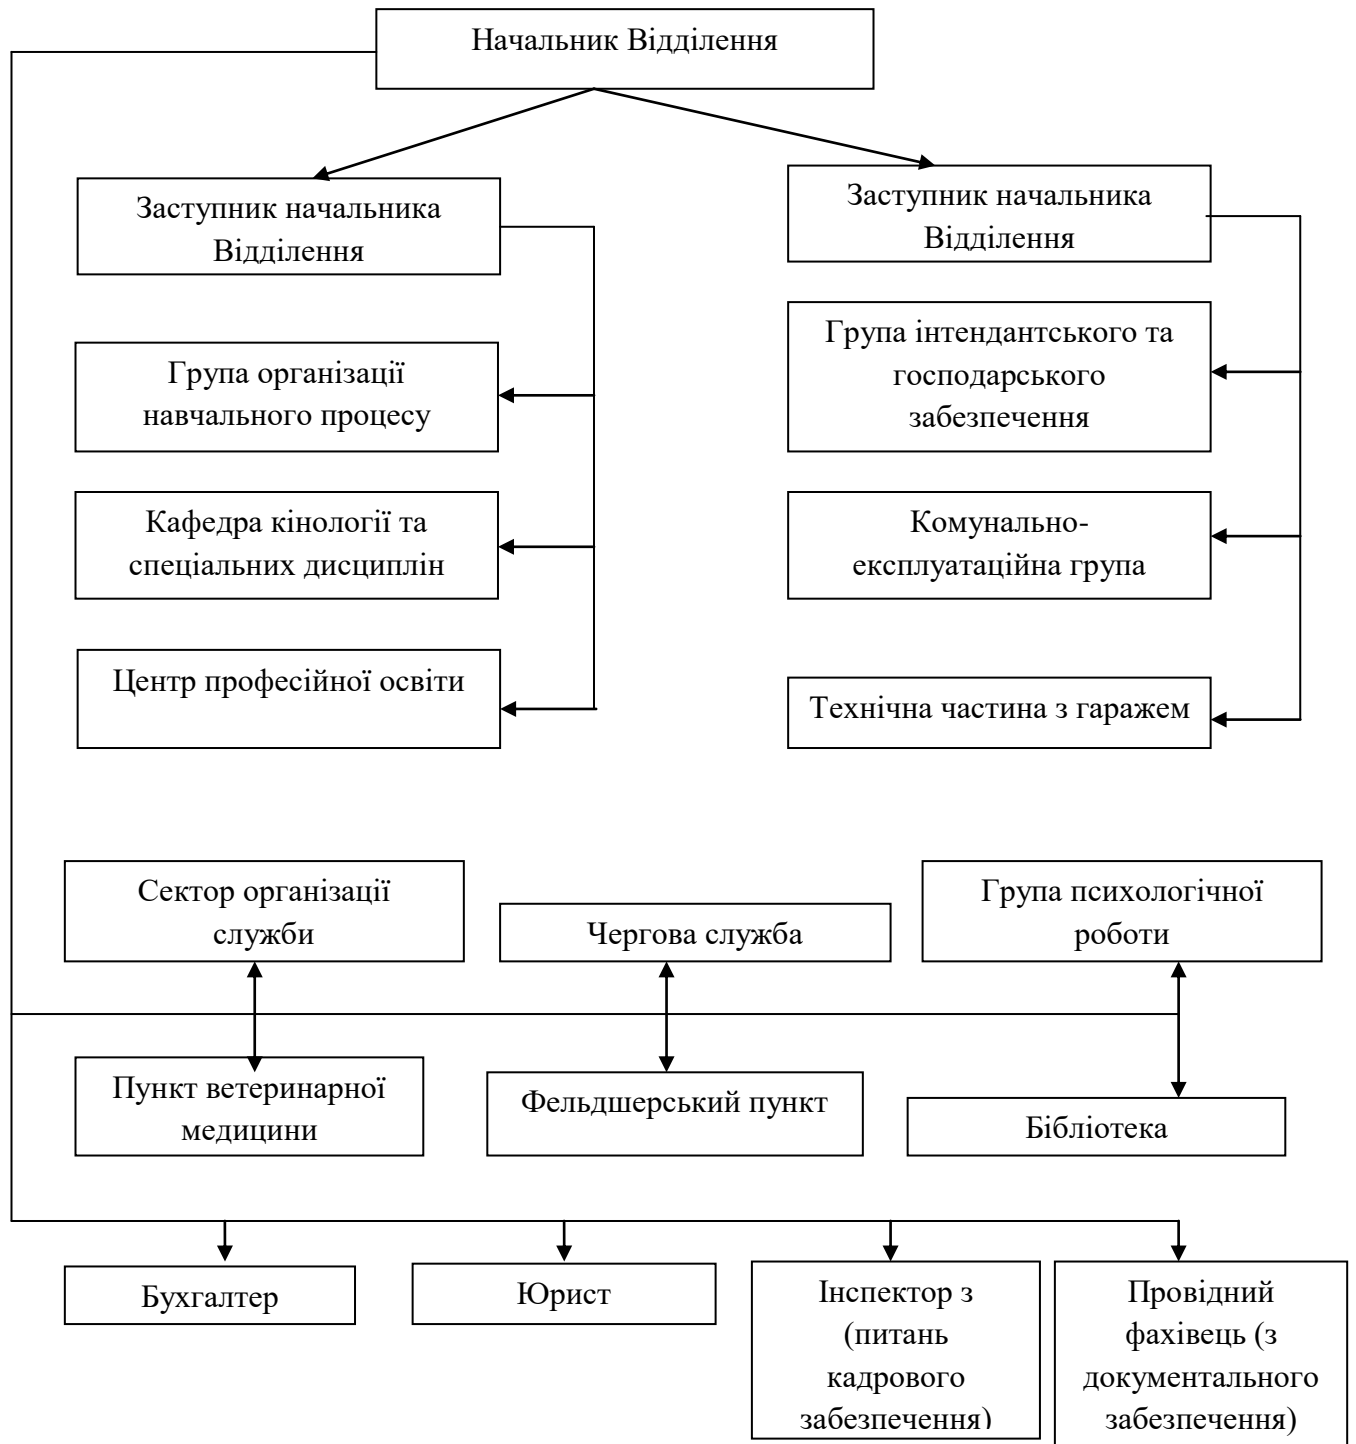 Начальник Відділення
Заступник начальника
Відділення
Заступник начальника
Відділення
Група організації
навчального процесу
Група інтендантського та
господарського
забезпечення
Кафедра кінології та
спеціальних дисциплін
Комунально-
експлуатаційна група
Центр професійної освіти
Технічна частина з гаражем
Сектор організації
служби
Чергова служба
Група психологічної
роботи
Пункт ветеринарної
медицини
Фельдшерський пункт
Бібліотека
Бухгалтер
Юрист
Інспектор з
(питань
кадрового
забезпечення)
Провідний
фахівець (з
документального
забезпечення)